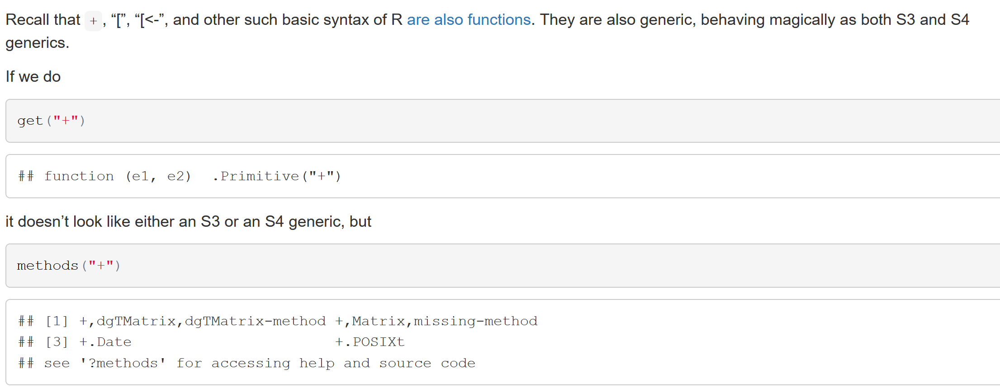 Recall that + , “[”, “[<-”, and other such basic syntax of R are also functions. They are also generic, behaving magically as both S3 and S4
generics.
If we do
get("+")
## function (e1, e2)  .Primitive("+")
it doesn’t look like either an S3 or an S4 generic, but
methods("+")
## [1] +,dgTMatrix,dgTMatrix-method +,Matrix,missing-method
## [3] +.Date                       +.POSIXt
## see '?methods' for accessing help and source code